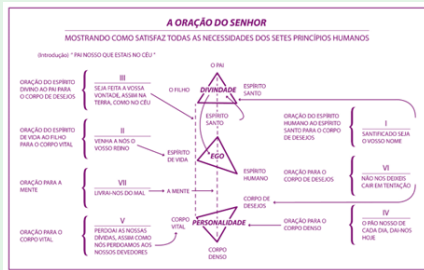 A ORAÇÃO DO SENHOR
MOSTRANDO COMO SATISFAZ TODAS AS NECESSIDADES DOS SETES PRINCÍPIOS HUMANOS
(Introdução) "PAI NOSSO QUE ESTAIS NO CÉU"
O PAI
ORAÇÃO DO ESPÍRITO
DIVINO AO PAI PARA
O CORPO DE DESEJOS
III
SEJA FEITA A VOSSA
VONTADE, ASSIM NA
TERRA, COMO NO CÉU
O FILHO
DIVINDADE
ESPÍRITO
SANTO
ESPÍRITO
SANTO
ORAÇÃO DO ESPÍRITO
DE VIDA AO FILHO
PARA O CORPO VITAL
II
VENHA A NÓS O
VOSSO REINO
ESPÍRITO
DE VIDA
EGO
ESPÍRITO
HUMANO
ORAÇÃO DO ESPÍRITO
HUMANO AO ESPÍRITO
SANTO PARA O CORPO
DE DESEJOS
I
SANTIFICADO SEJA
O VOSSO NOME
ORAÇÃO PARA A
MENTE
VII
LIVRAI-NOS DO MAL
A MENTE
ORAÇÃO PARA O
CORPO DE DESEJOS
VI
NÃO NOS DEIXEIS
CAIR EM TENTAÇÃO
CORPO DE
DESEJOS
ORAÇÃO PARA O
CORPO VITAL
V
PERDOAI AS NOSSAS
DÍVIDAS, ASSIM COMO
NÓS PERDOAMOS AOS
NOSSOS DEVEDORES
CORPO
VITAL
PERSONALIDADE
CORPO
DENSO
ORAÇÃO PARA O
CORPO DENSO
IV
O PÃO NOSSO DE
CADA DIA, DAI-NOS
HOJE